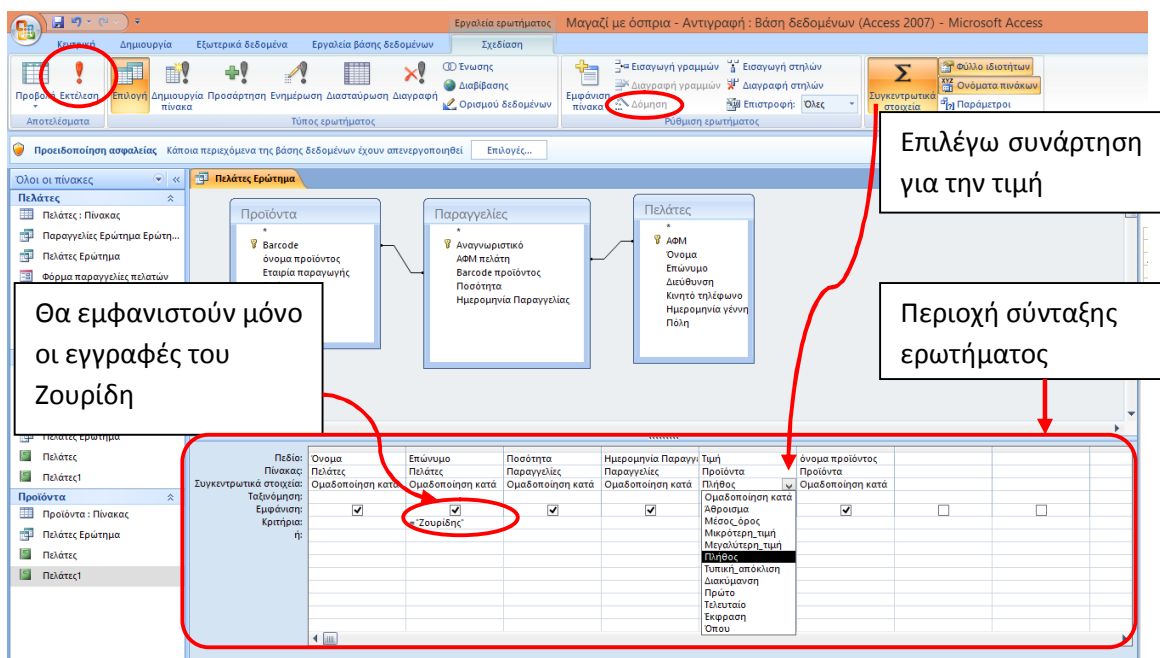 Εργαλεία ερωτήματος Μαγαζί με όσπρια - Αντιγραφή : Βάση δεδομένων (Access 2007) - Microsoft Access
Κεντρική Δημιουργία Εξωτερικά δεδομένα Εργαλεία βάσης δεδομένων Σχεδίαση
Προβολή Εκτέλεση Επιλογή Δημιουργία πίνακα Προσάρτηση Ενημέρωση Διασταύρωση Διαγραφή
Ένωσης
Διαβίβασης
Ορισμού δεδομένων
Εμφάνιση πίνακα
Εισαγωγή γραμμών Εισαγωγή στηλών
Διαγραφή γραμμών Διαγραφή στηλών
Δόμηση Επιστροφή: Όλες
Συγκεντρωτικά στοιχεία
Φύλλο ιδιοτήτων
Ονόματα πινάκων
Παράμετροι
Αποτελέσματα Τύπος ερωτήματος Ρύθμιση ερωτήματος
Προειδοποίηση ασφαλείας Κάποια περιεχόμενα της βάσης δεδομένων έχουν απενεργοποιηθεί Επιλογές...
Επιλέγω συνάρτηση
για την τιμή
Όλοι οι πίνακες
Πελάτες Ερώτημα
Πελάτες
Πελάτες : Πίνακας
Παραγγελίες Ερώτημα Ερώτη...
Πελάτες Ερώτημα
Φόρμα παραγγελίες πελατών
Προϊόντα
*
Barcode
όνομα προϊόντος
Εταιρία παραγωγής
Παραγγελίες
*
Αναγνωριστικό
ΑΦΜ πελάτη
Barcode προϊόντος
Ποσότητα
Ημερομηνία Παραγγελίας
Πελάτες
*
ΑΦΜ
Όνομα
Επώνυμο
Διεύθυνση
Κινητό τηλέφωνο
Ημερομηνία γέννη
Πόλη
Θα εμφανιστούν μόνο
οι εγγραφές του
Ζουρίδη
Περιοχή σύνταξης
ερωτήματος
Πελάτες Ερώτημα
Πελάτες
Πελάτες1
Προϊόντα
Προϊόντα : Πίνακας
Πελάτες Ερώτημα
Πελάτες
Πελάτες1
Πεδίο: Όνομα Επώνυμο Ποσότητα Ημερομηνία Παραγγε Τιμή όνομα προϊόντος
Πίνακας: Πελάτες Πελάτες Παραγγελίες Παραγγελίες Προϊόντα Προϊόντα
Συγκεντρωτικά στοιχεία: Ομαδοποίηση κατά Ομαδοποίηση κατά Ομαδοποίηση κατά Ομαδοποίηση κατά Πλήθος Ομαδοποίηση κατά
Ταξινόμηση:
Εμφάνιση:
Κριτήρια: ="Ζουρίδης"
ή:
Ομαδοποίηση κατά
Άθροισμα
Μέσος_όρος
Μικρότερη_τιμή
Μεγαλύτερη_τιμή
Πλήθος
Τυπική_απόκλιση
Διακύμανση
Πρώτο
Τελευταίο
Έκφραση
Όπου